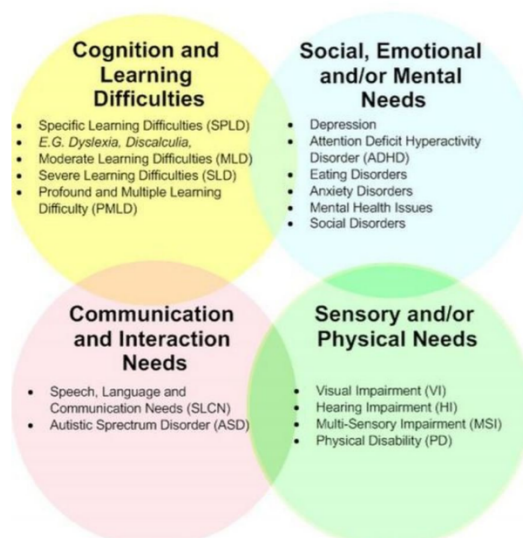 Cognition and
Learning
Difficulties
• Specific Learning Difficulties (SPLD)
• E.G. Dyslexia, Discalculia,
• Moderate Learning Difficulties (MLD)
• Severe Learning Difficulties (SLD)
• Profound and Multiple Learning
Difficulty (PMLD)
Social, Emotional
and/or Mental
Needs
• Depression
• Attention Deficit Hyperactivity
Disorder (ADHD)
• Eating Disorders
• Anxiety Disorders
• Mental Health Issues
• Social Disorders
Communication
and Interaction
Needs
• Speech, Language and
Communication Needs (SLCN)
• Autistic Sprectrum Disorder (ASD)
Sensory and/or
Physical Needs
• Visual Impairment (VI)
• Hearing Impairment (HI)
• Multi-Sensory Impairment (MSI)
• Physical Disability (PD)